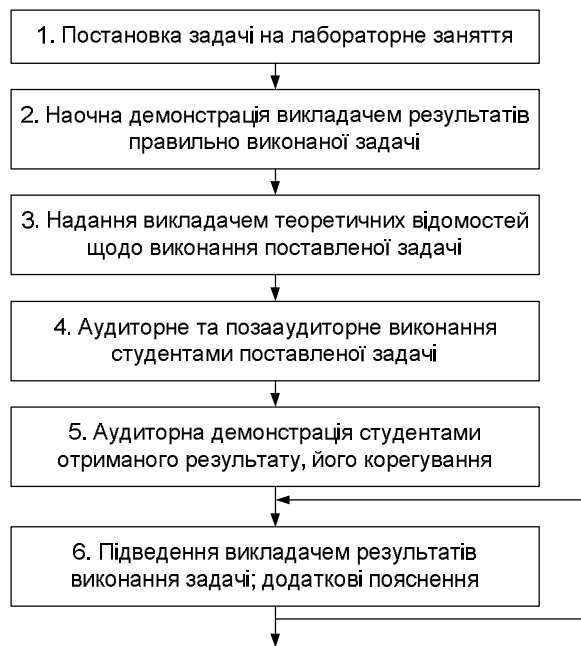 1. Постановка задачі на лабораторне заняття
2. Наочна демонстрація викладачем результатів
правильно виконаної задачі
3. Надання викладачем теоретичних відомостей
щодо виконання поставленої задачі
4. Аудиторне та позааудиторне виконання
студентами поставленої задачі
5. Аудиторна демонстрація студентами
отриманого результату, його корегування
6. Підведення викладачем результатів
виконання задачі; додаткові пояснення